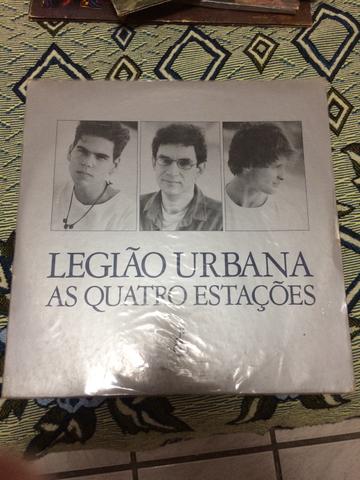 LEGIÃO URBANA
AS QUATRO ESTAÇÕES